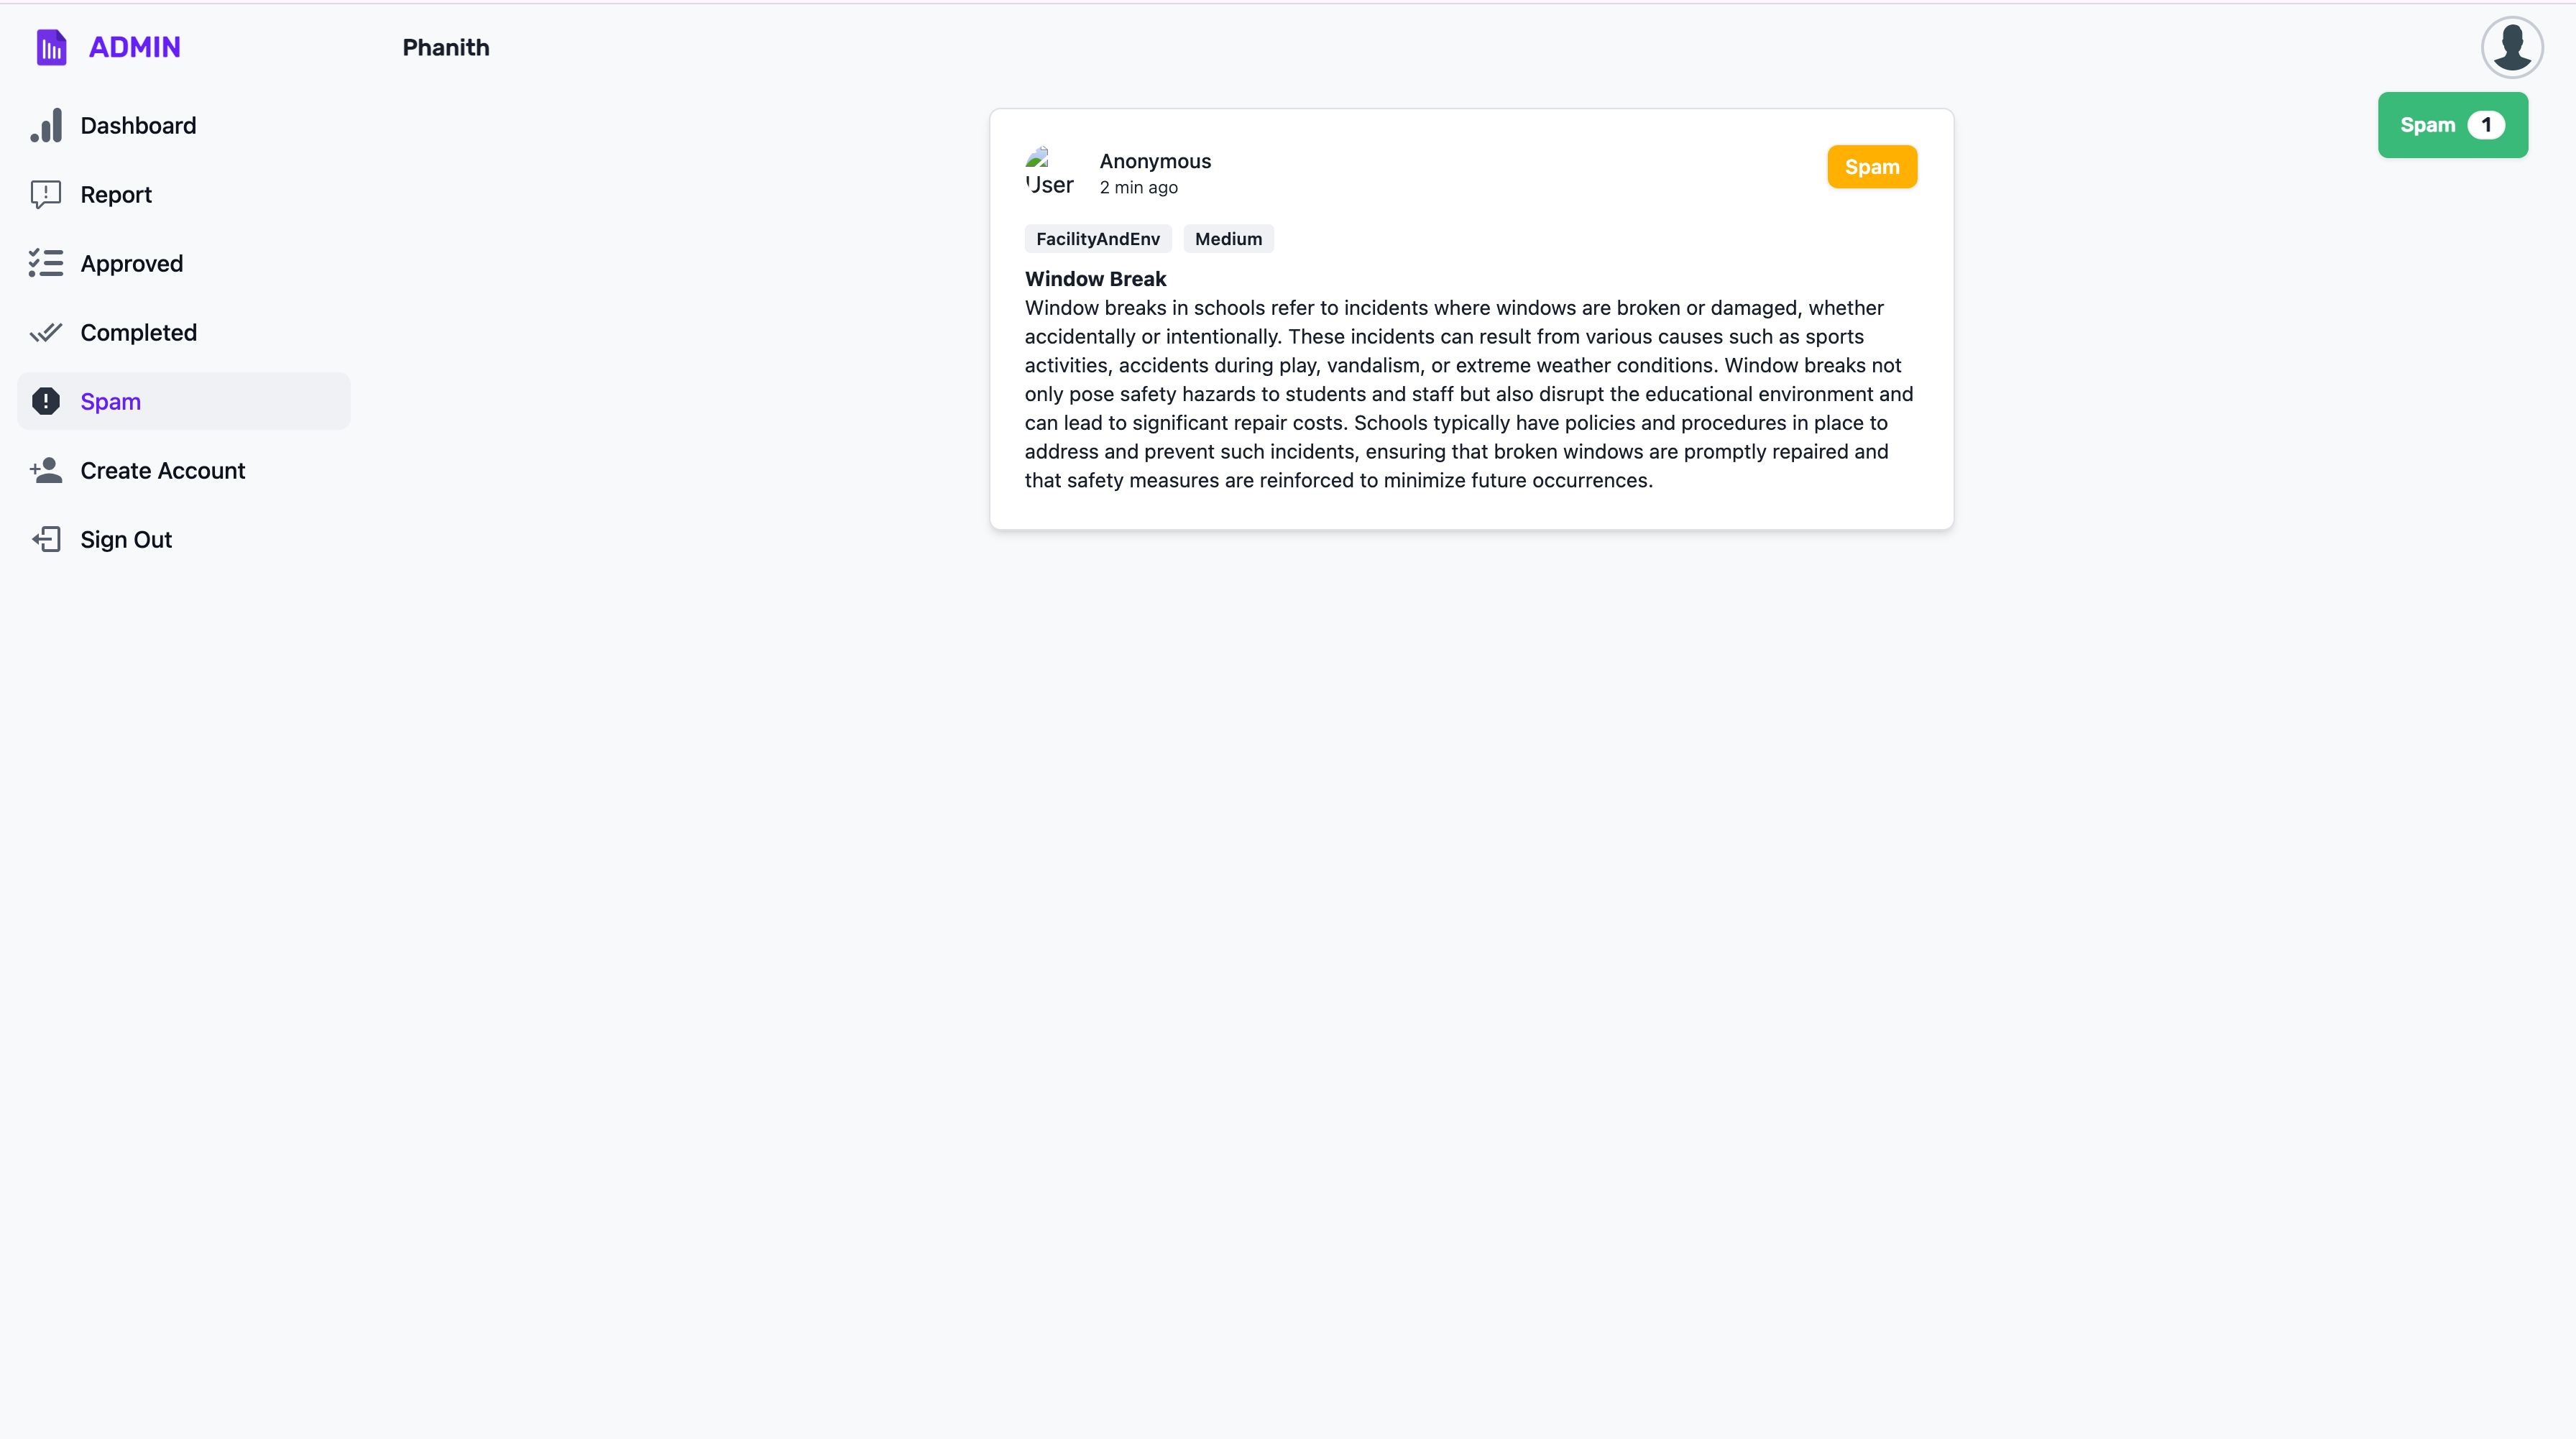 ADMIN
Phanith
Dashboard
Report
Approved
Completed
Spam
Create Account
Sign Out
User
Anonymous
2 min ago
Spam
FacilityAndEnv
Medium
Window Break
Window breaks in schools refer to incidents where windows are broken or damaged, whether
accidentally or intentionally. These incidents can result from various causes such as sports
activities, accidents during play, vandalism, or extreme weather conditions. Window breaks not
only pose safety hazards to students and staff but also disrupt the educational environment and
can lead to significant repair costs. Schools typically have policies and procedures in place to
address and prevent such incidents, ensuring that broken windows are promptly repaired and
that safety measures are reinforced to minimize future occurrences.
Spam 1